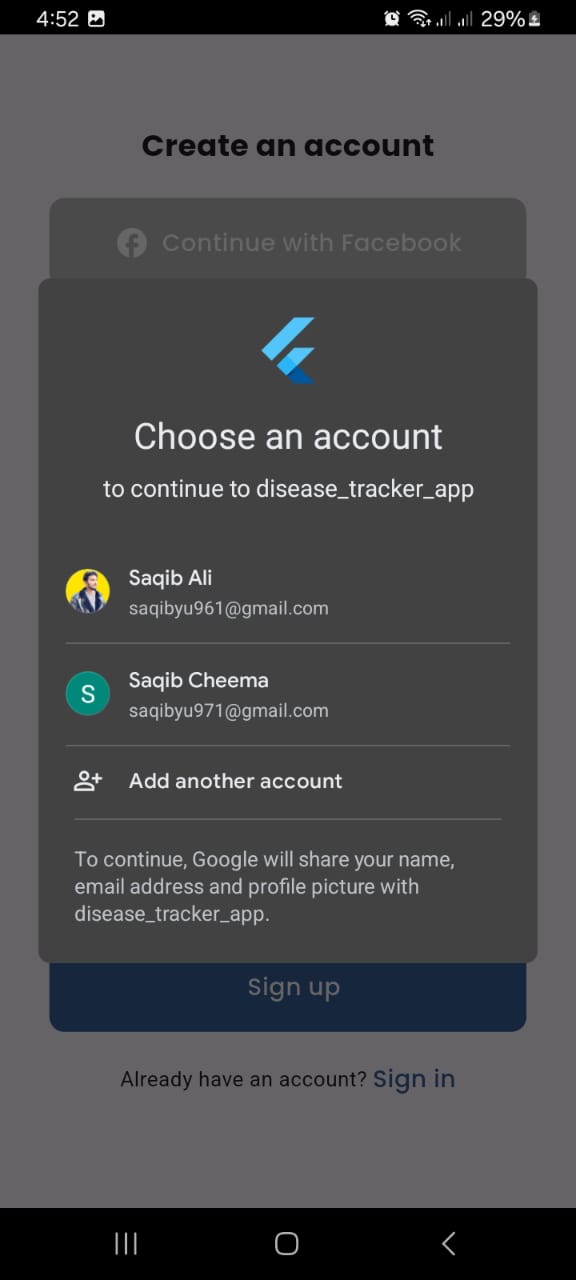 4:52
29%
Create an account
Continue with Facebook
Choose an account
to continue to disease_tracker_app
Saqib Ali
saqibyu961@gmail.com
S
Saqib Cheema
saqibyu971@gmail.com
Add another account
To continue, Google will share your name,
email address and profile picture with
disease_tracker_app.
Sign up
Already have an account? Sign in